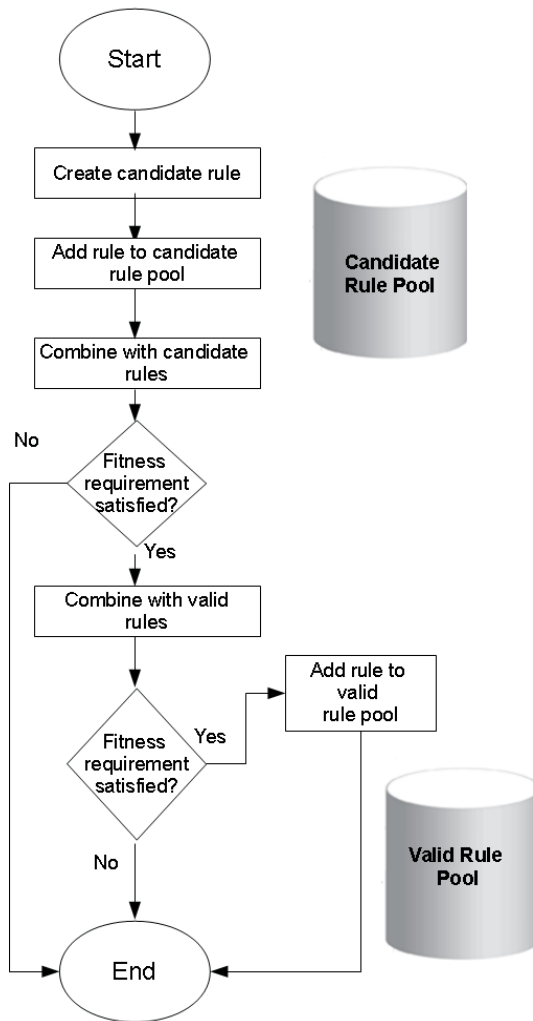 Start
Create candidate rule
Add rule to candidate
rule pool
Candidate
Rule Pool
Combine with candidate
rules
No
Fitness
requirement
satisfied?
Yes
Combine with valid
rules
Add rule to
valid
rule pool
Fitness
requirement
satisfied?
Yes
No
Valid Rule
Pool
End